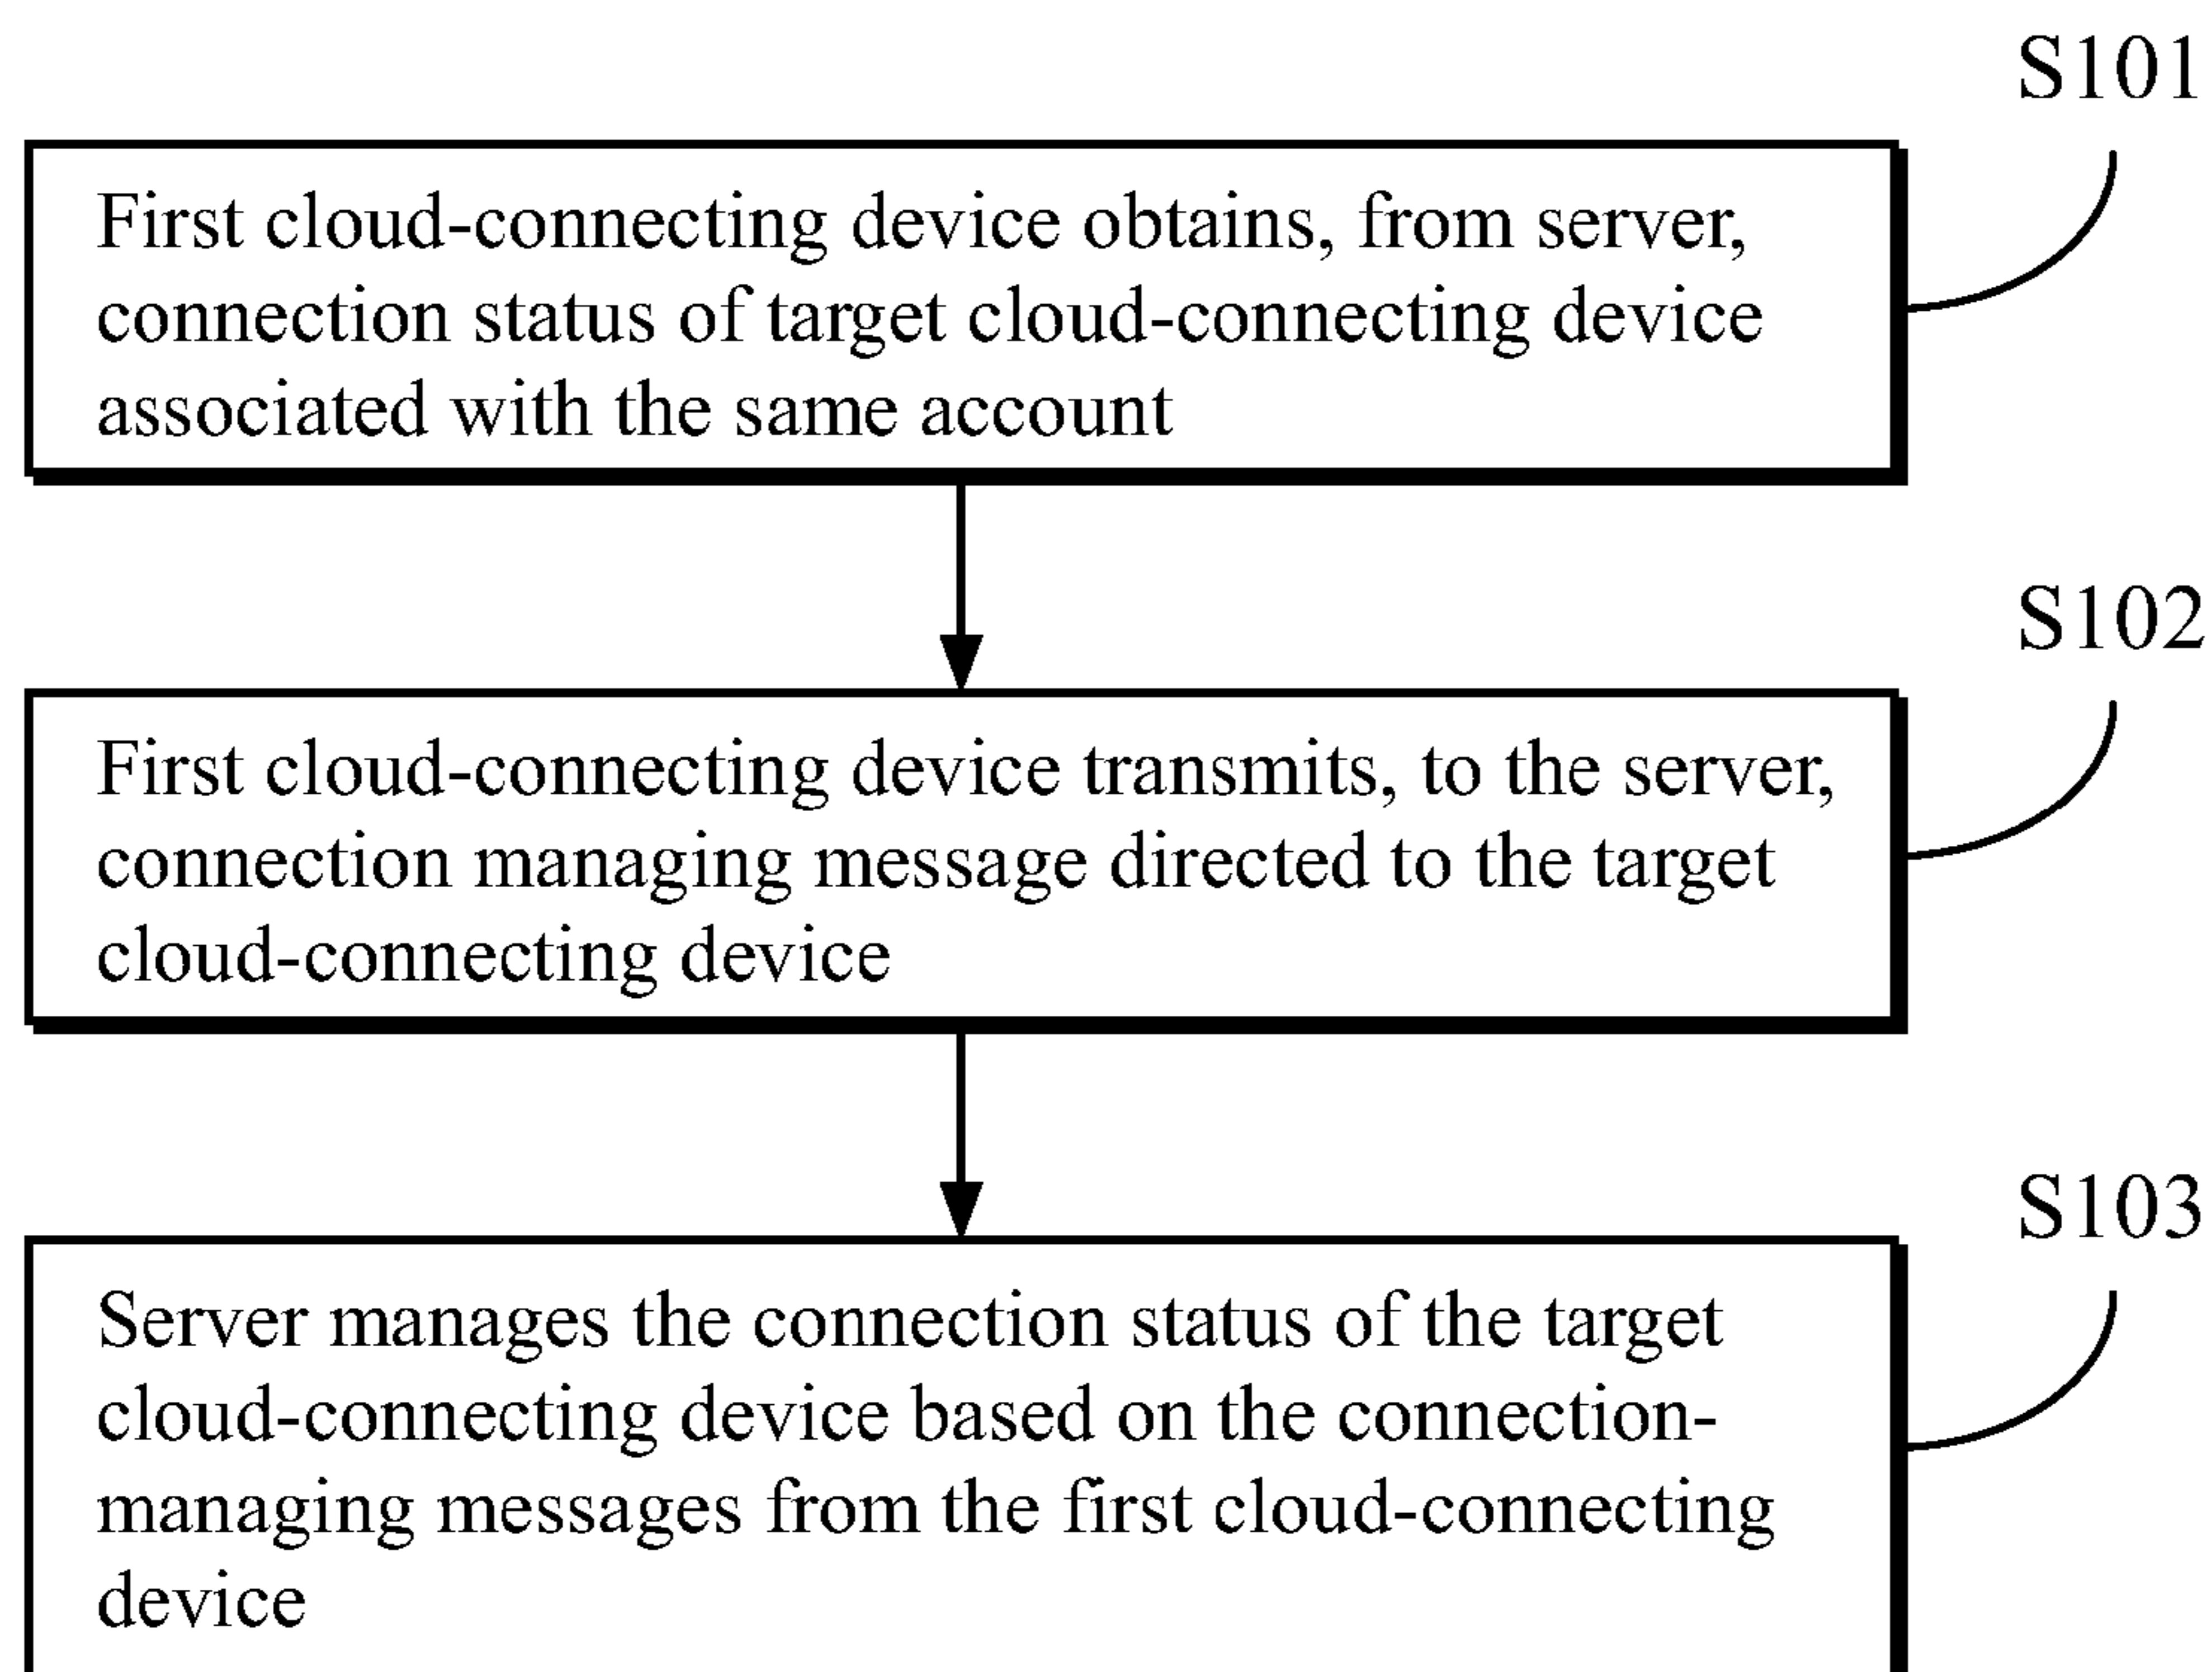 S101
First cloud-connecting device obtains, from server,
connection status of target cloud-connecting device
associated with the same account
S102
First cloud-connecting device transmits, to the server,
connection managing message directed to the target
cloud-connecting device
S103
Server manages the connection status of the target
cloud-connecting device based on the connection-
managing messages from the first cloud-connecting
device